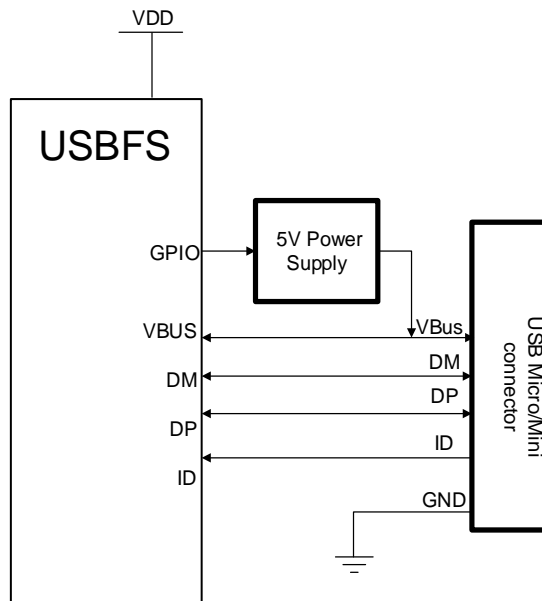 VDD
USBFS
GPIO
5V Power
Supply
VBUS
VBus
DM
DM
DP
DP
ID
ID
GND
USB Micro/Mini
connector